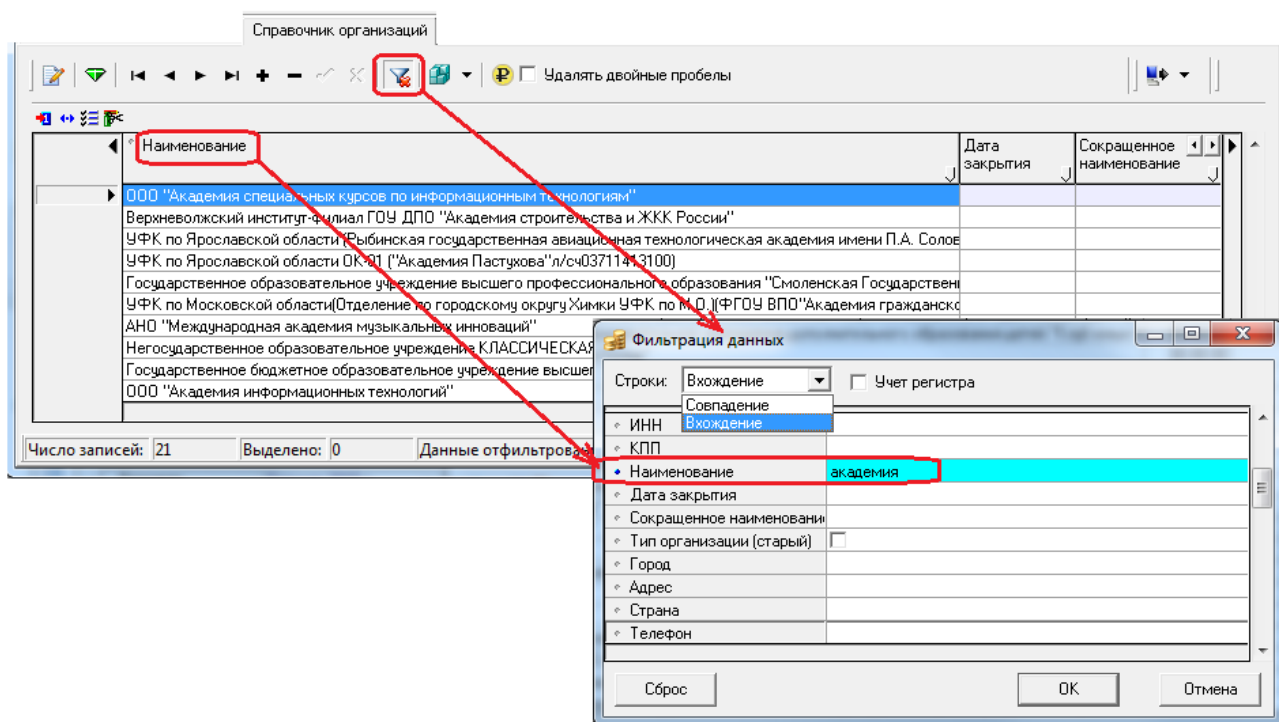 Справочник организаций
Удалять двойные пробелы
Наименование
Дата закрытия
Сокращенное наименование
ООО "Академия специальных курсов по информационным технологиям"
Верхневолжский институт-филиал ГОУ ДПО "Академия строительства и ЖКК России"
УФК по Ярославской области (Рыбинская государственная авиационная технологическая академия имени П.А. Солов
УФК по Ярославской области ОК-01 ("Академия Пастухова"л/сч03711413100)
Государственное образовательное учреждение высшего профессионального образования "Смоленская Государствен
УФК по Московской области(Отделение по городскому округу Химки УФК по М.О.)(ФГОУ ВПО"Академия гражданско
АНО "Международная академия музыкальных инноваций"
Негосударственное образовательное учреждение КЛАССИЧЕСКАЯ
Государственное бюджетное образовательное учреждение высшег
ООО "Академия информационных технологий"
Число записей: 21 Выделено: 0 Данные отфильтрова
Фильтрация данных
Строки: Вхождение Учет регистра
Совпадение
Вхождение
ИНН
КПП
Наименование академия
Дата закрытия
Сокращенное наименовани
Тип организации (старый)
Город
Адрес
Страна
Телефон
Сброс OK Отмена